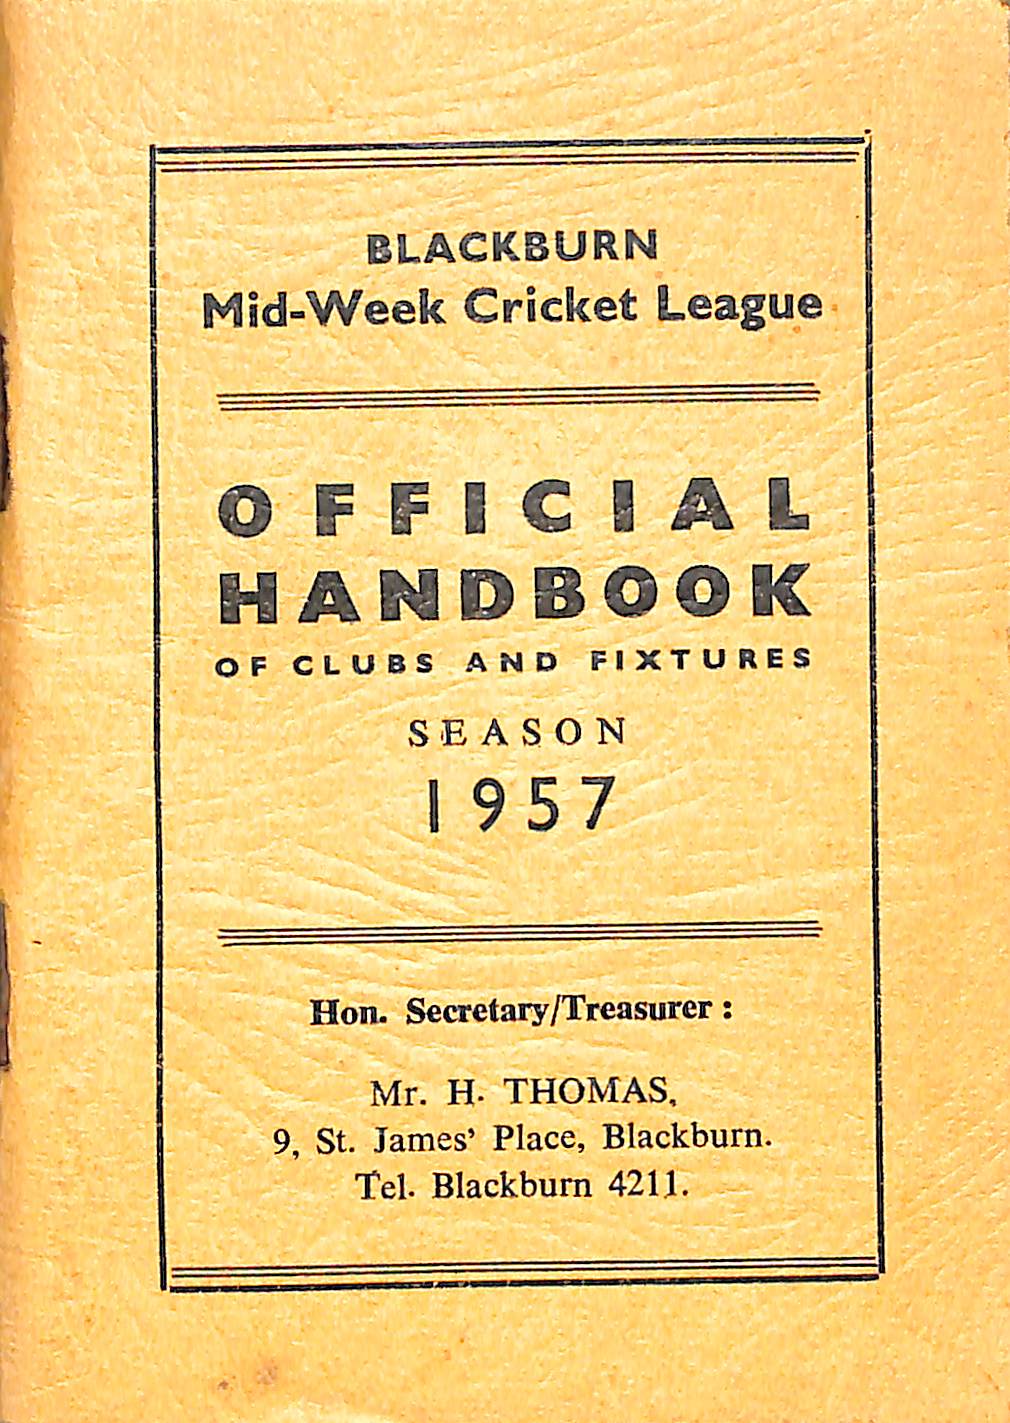 BLACKBURN
Mid-Week Cricket League
OFFICIAL
HANDBOOK
OF CLUBS AND FIXTURES
SEASON
1957
Hon. Secretary/Treasurer :
Mr. H. THOMAS,
9, St. James' Place, Blackburn.
Tel. Blackburn 4211.